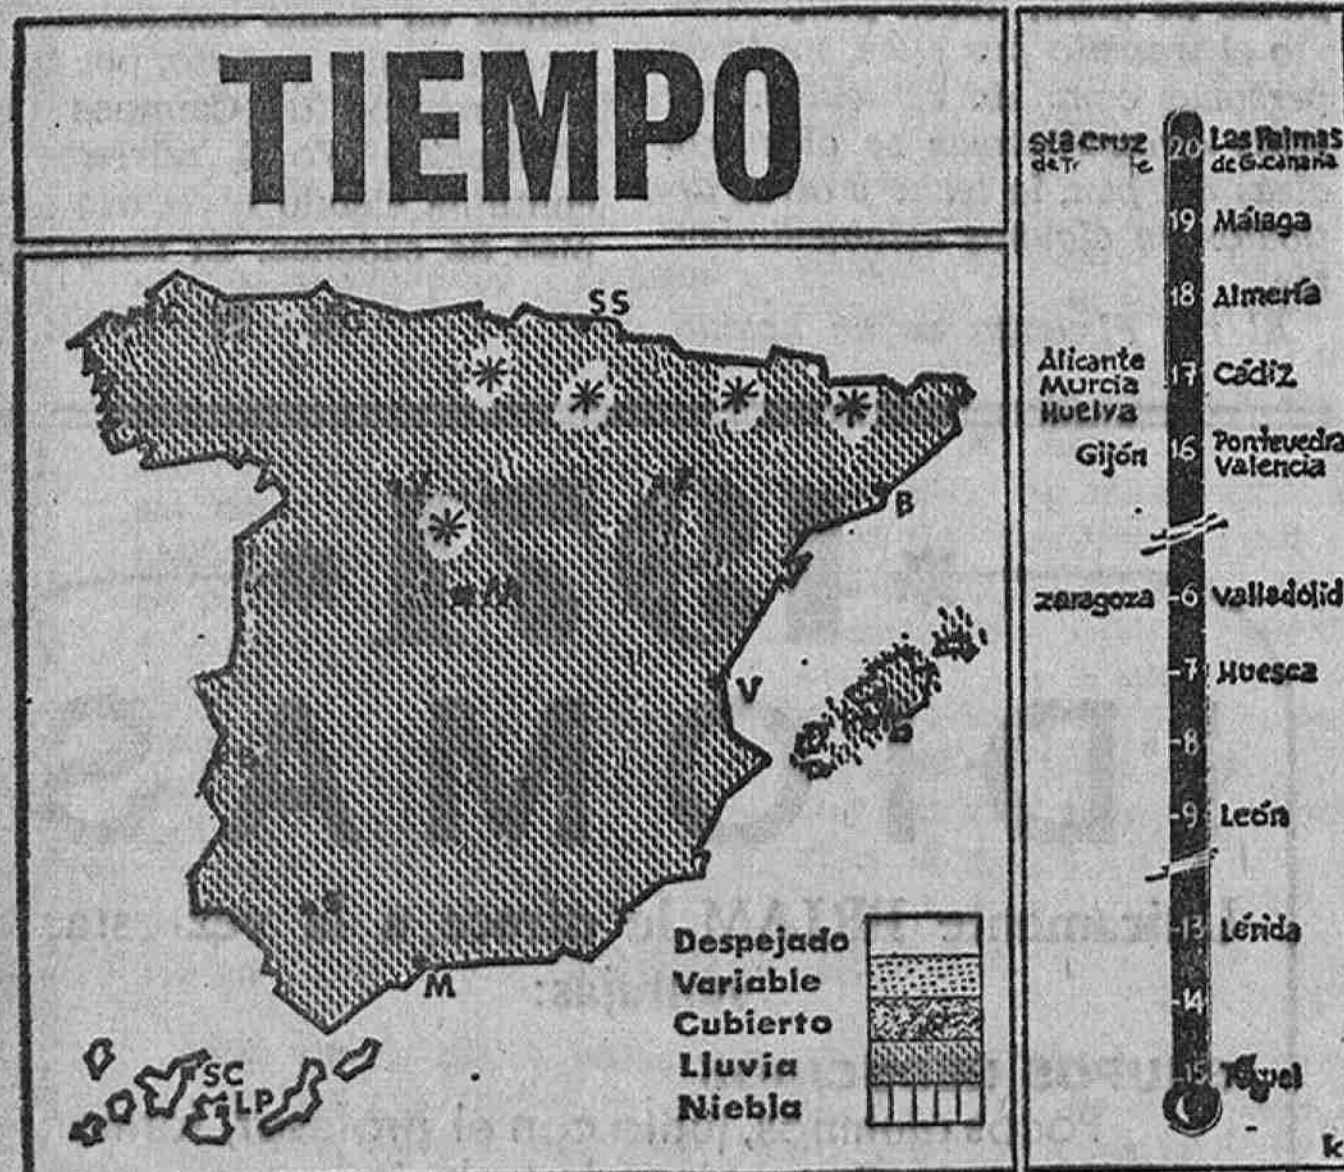 TIEMPO
SS
B
V
M
SC
LP
Despejado
Variable
Cubierto
Lluvia
Niebla
Sta Cruz 20 Las Palmas
de G. Canaria
19 Málaga
18 Almería
Alicante
Murcia 17 Cádiz
Huelva
Gijón 16 Pontevedra
Valencia
zaragoza -6 Valladolid
-7 Huesca
-8
-9 León
-13 Lérida
-14
-15 Teruel